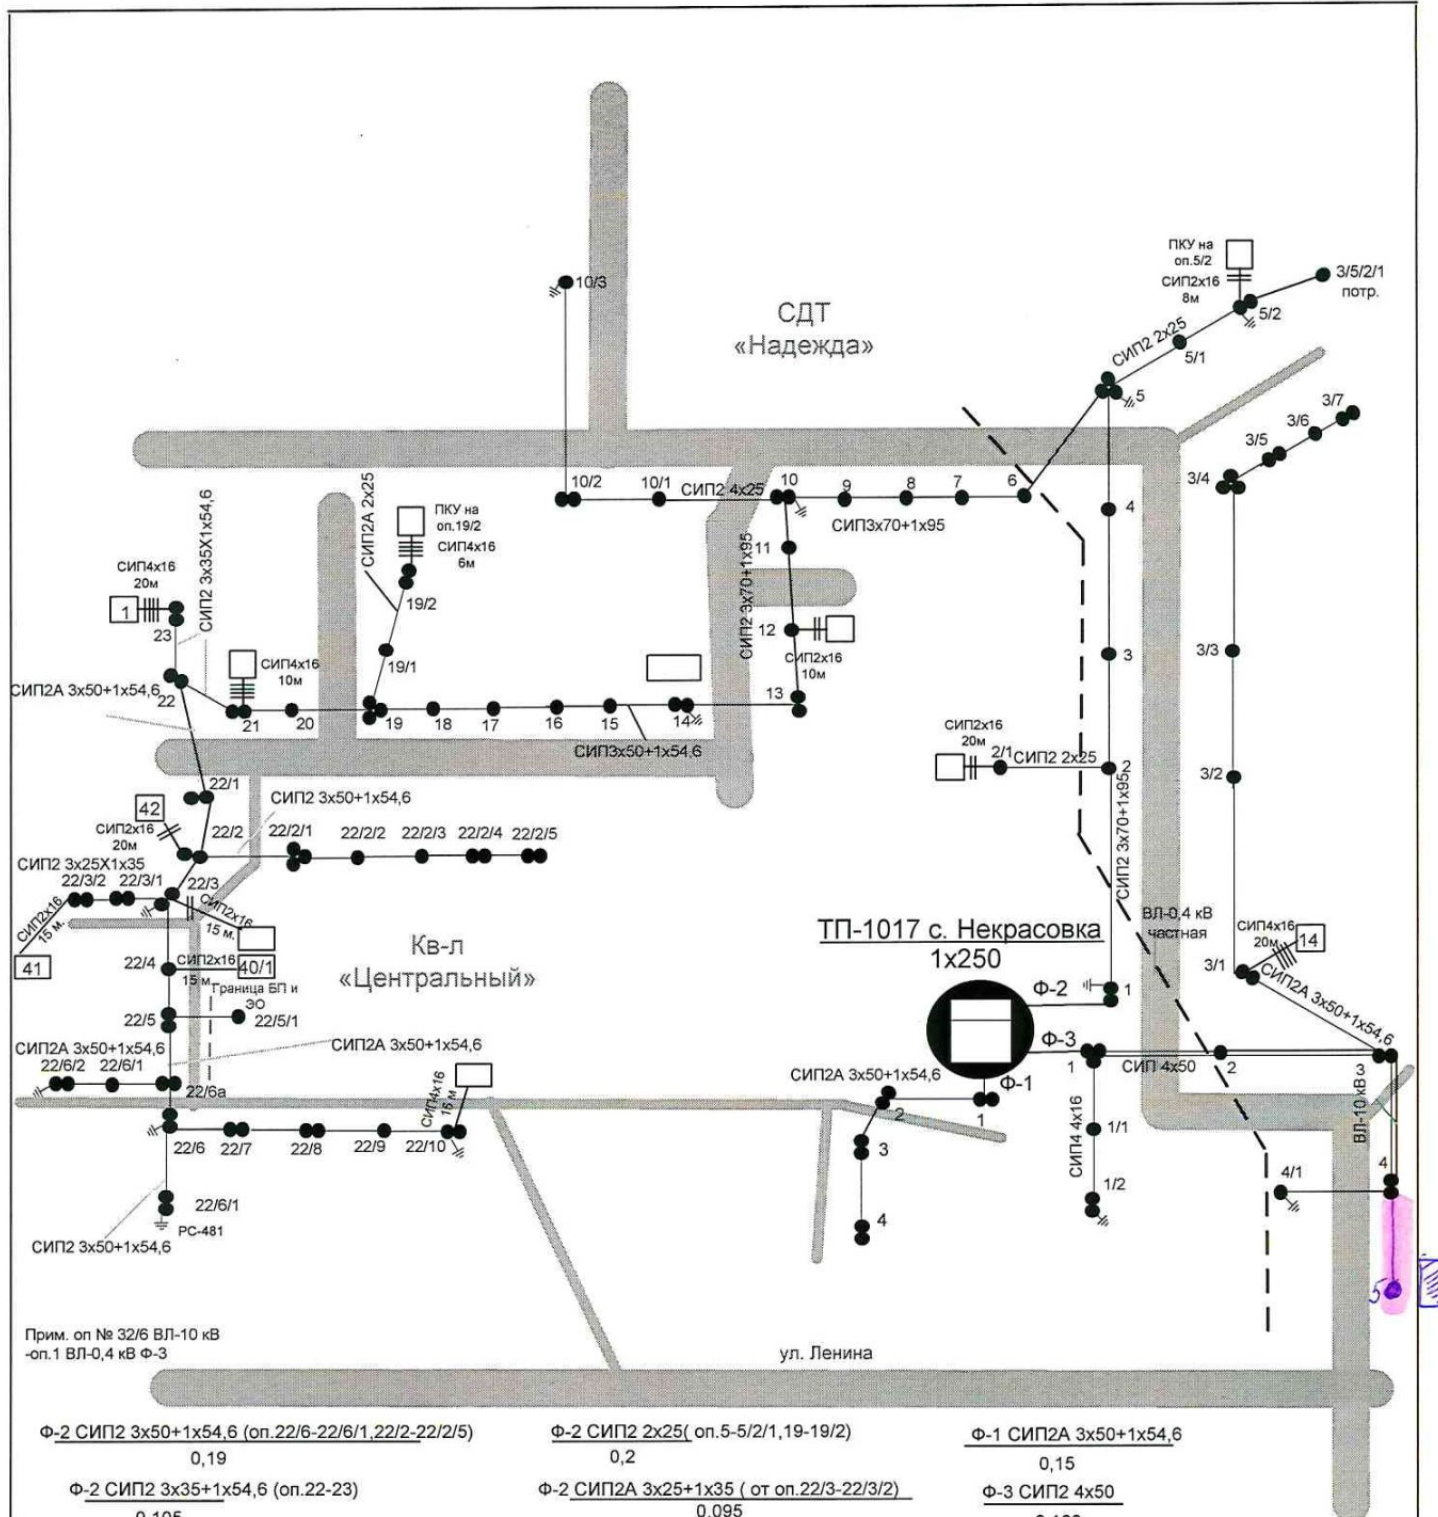 10/3
СДТ
«Надежда»
ПКУ на
оп.5/2
СИП2х16
8м
3/5/2/1
потр.
5/2
СИП2 2х25
5/1
5
3/7
3/6
3/5
3/4
10/2
10/1
СИП2 4х25
10
9
8
7
6
СИП3х70+1х95
4
11
СИП2 3х70+1х95
12
СИП2х16
10м
13
ПКУ на
оп.19/2
СИП4х16
6м
СИП2А 2х25
19/2
19/1
СИП2 3х35Х1х54,6
СИП4х16
20м
1
23
СИП2А 3х50+1х54,6
22
СИП4х16
10м
21
20
19
18
17
16
15
14
СИП3х50+1х54,6
3
3/3
СИП2х16
20м
2/1
СИП2 2х25
2
3/2
СИП2 3х70+1х95
22/1
СИП2 3х50+1х54,6
42
СИП2х16
20м
22/2
22/2/1
22/2/2
22/2/3
22/2/4
22/2/5
СИП2 3х25Х1х35
22/3/2
22/3/1
22/3
СИП2х16
15 м.
СИП2х16
15 м.
41
22/4
СИП2х16
15 м
40/1
Граница БП и
ЭО
22/5
22/5/1
Кв-л
«Центральный»
ТП-1017 с. Некрасовка
1х250
ВЛ-0,4 кВ
частная
СИП4х16
20м
14
3/1
СИП2А 3х50+1х54,6
Ф-2
1
Ф-3
1
СИП 4х50
2
3
Ф-1
1
СИП2А 3х50+1х54,6
2
3
4
СИП4 4х16
1/1
1/2
ВЛ-10 кВ
4
4/1
5
СИП2А 3х50+1х54,6
СИП2А 3х50+1х54,6
22/6/2
22/6/1
22/6а
СИП4х16
15 м
22/6
22/7
22/8
22/9
22/10
22/6/1
РС-481
СИП2 3х50+1х54,6
Прим. оп № 32/6 ВЛ-10 кВ
-оп.1 ВЛ-0,4 кВ Ф-3
ул. Ленина
Ф-2 СИП2 3х50+1х54,6 (оп.22/6-22/6/1,22/2-22/2/5)
0,19
Ф-2 СИП2 2х25( оп.5-5/2/1,19-19/2)
0,2
Ф-1 СИП2А 3х50+1х54,6
0,15
Ф-2 СИП2 3х35+1х54,6 (оп.22-23)
Ф-2 СИП2А 3х25+1х35 ( от оп.22/3-22/3/2)
0,095
Ф-3 СИП2 4х50